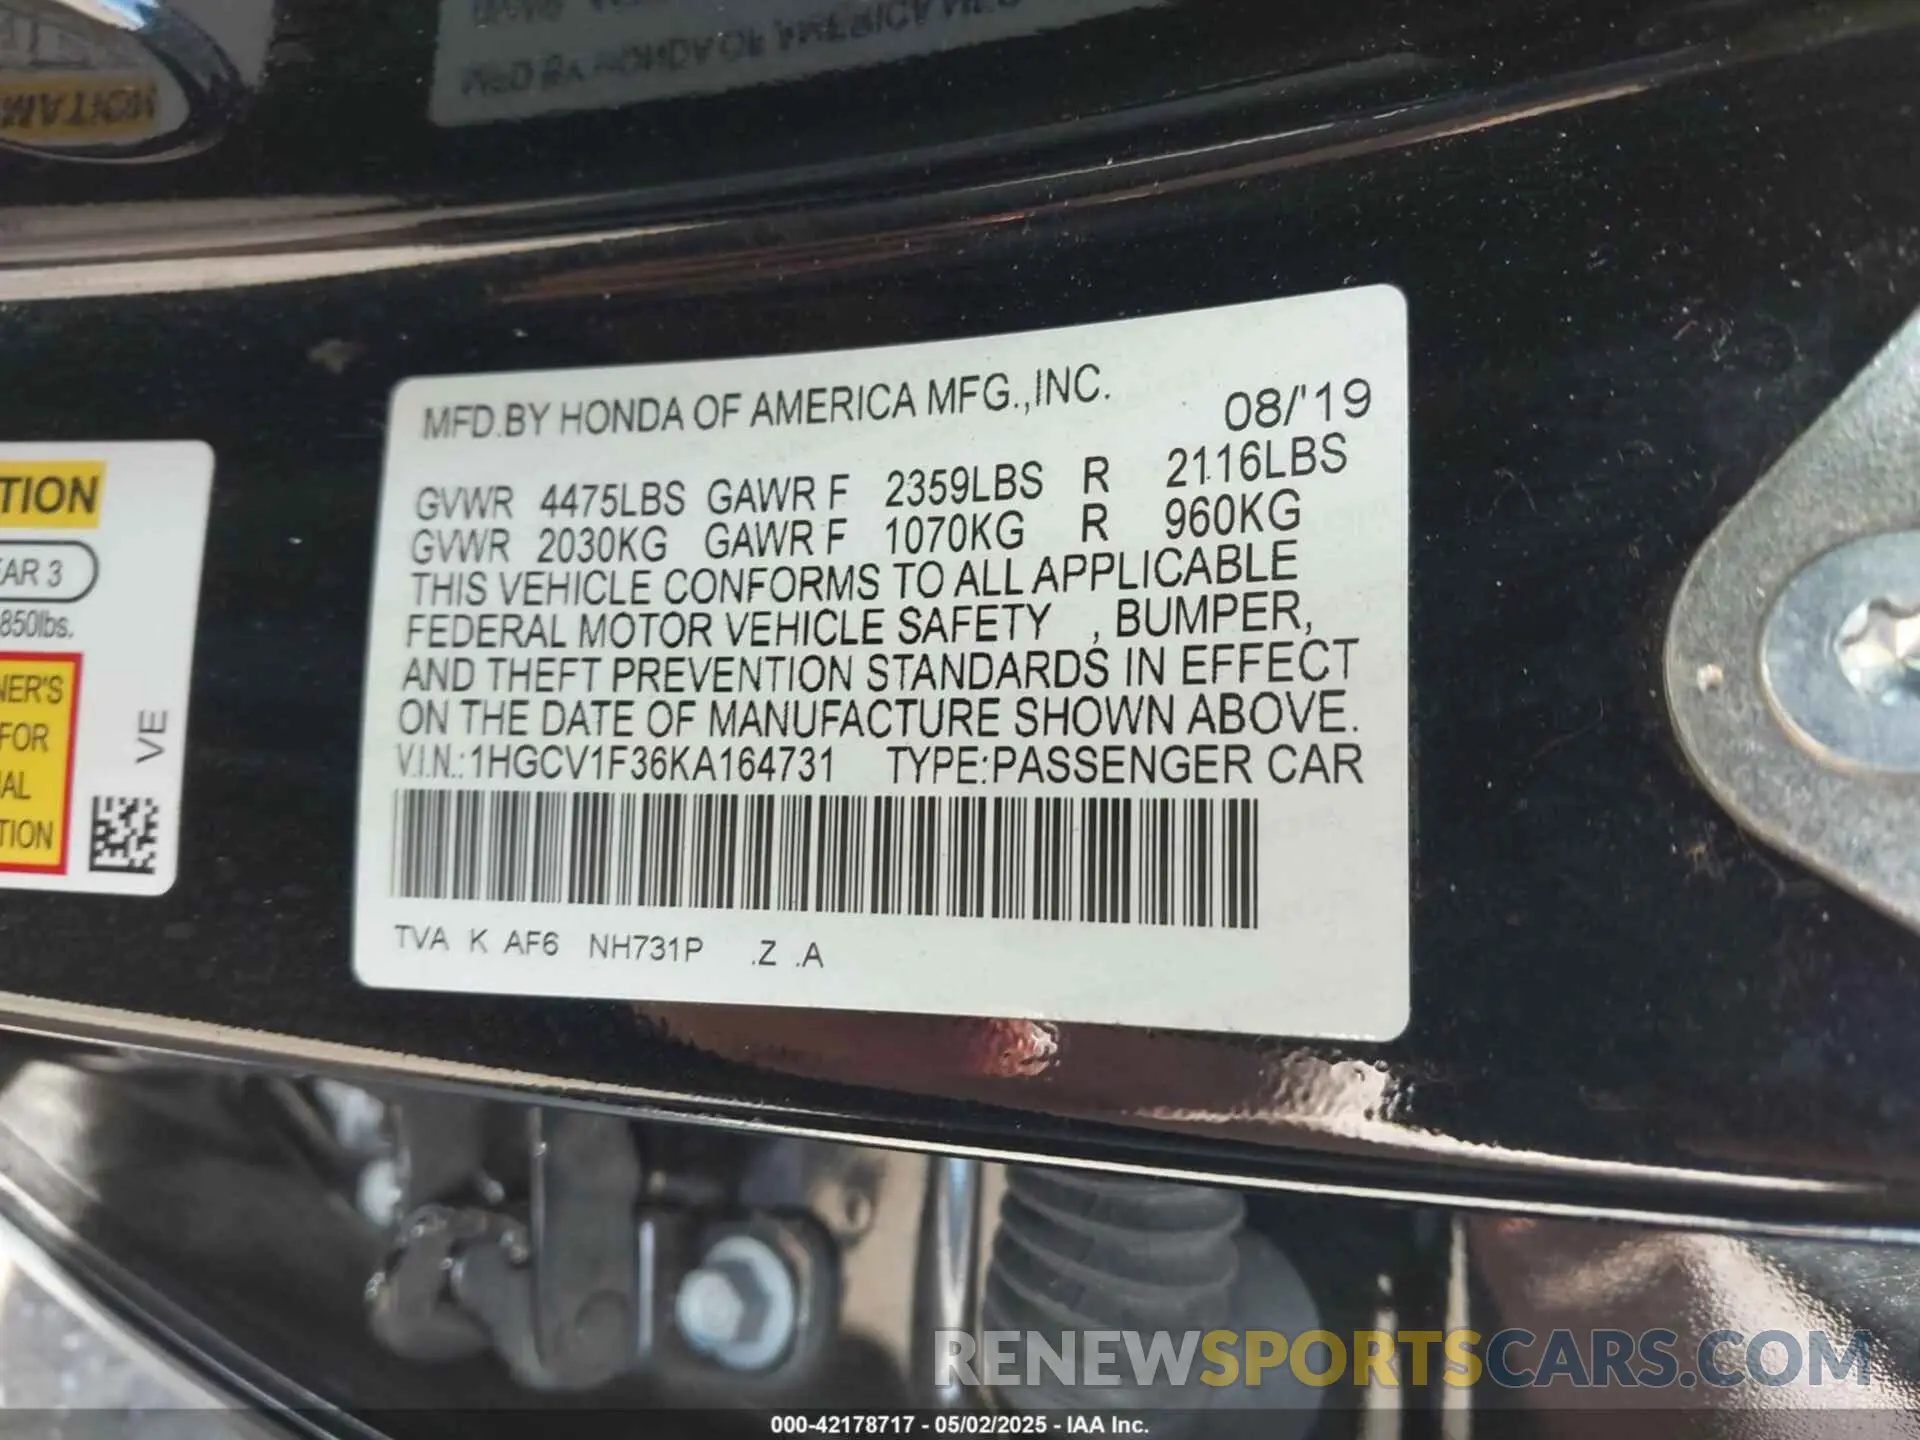 MFD.BY HONDA OF AMERICA MFG.,INC. 08/'19
GVWR 4475LBS GAWR F 2359LBS R 2116LBS
GVWR 2030KG GAWR F 1070KG R 960KG
THIS VEHICLE CONFORMS TO ALL APPLICABLE
FEDERAL MOTOR VEHICLE SAFETY , BUMPER,
AND THEFT PREVENTION STANDARDS IN EFFECT
ON THE DATE OF MANUFACTURE SHOWN ABOVE.
V.I.N.:1HGCV1F36KA164731 TYPE:PASSENGER CAR
TVA K AF6 NH731P .Z .A
TION
AR 3
850lbs.
NER'S
FOR
AL
TION
VE
RENEWSPORTSCARS.COM
000-42178717 - 05/02/2025 - IAA Inc.